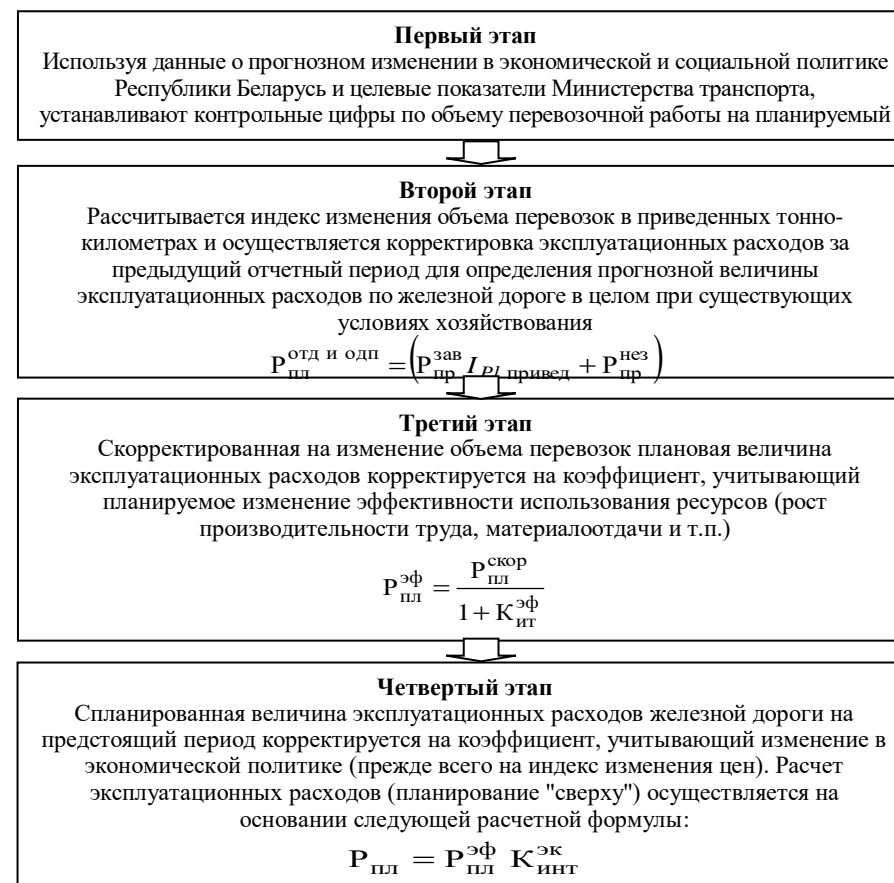 Первый этап
Используя данные о прогнозном изменении в экономической и социальной политике
Республики Беларусь и целевые показатели Министерства транспорта,
устанавливают контрольные цифры по объему перевозочной работы на планируемый
Второй этап
Рассчитывается индекс изменения объема перевозок в приведенных тонно-
километрах и осуществляется корректировка эксплуатационных расходов за
предыдущий отчетный период для определения прогнозной величины
эксплуатационных расходов по железной дороге в целом при существующих
условиях хозяйствования
Р_пл^отд и одп = (Р_пр^зав I_Pl привед + Р_пр^нез)
Третий этап
Скорректированная на изменение объема перевозок плановая величина
эксплуатационных расходов корректируется на коэффициент, учитывающий
планируемое изменение эффективности использования ресурсов (рост
производительности труда, материалоотдачи и т.п.)
Р_пл^эф = Р_пл^скор / (1 + К_ит^эф)
Четвертый этап
Спланированная величина эксплуатационных расходов железной дороги на
предстоящий период корректируется на коэффициент, учитывающий изменение в
экономической политике (прежде всего на индекс изменения цен). Расчет
эксплуатационных расходов (планирование "сверху") осуществляется на
основании следующей расчетной формулы:
Р_пл = Р_пл^эф К_инт^эк